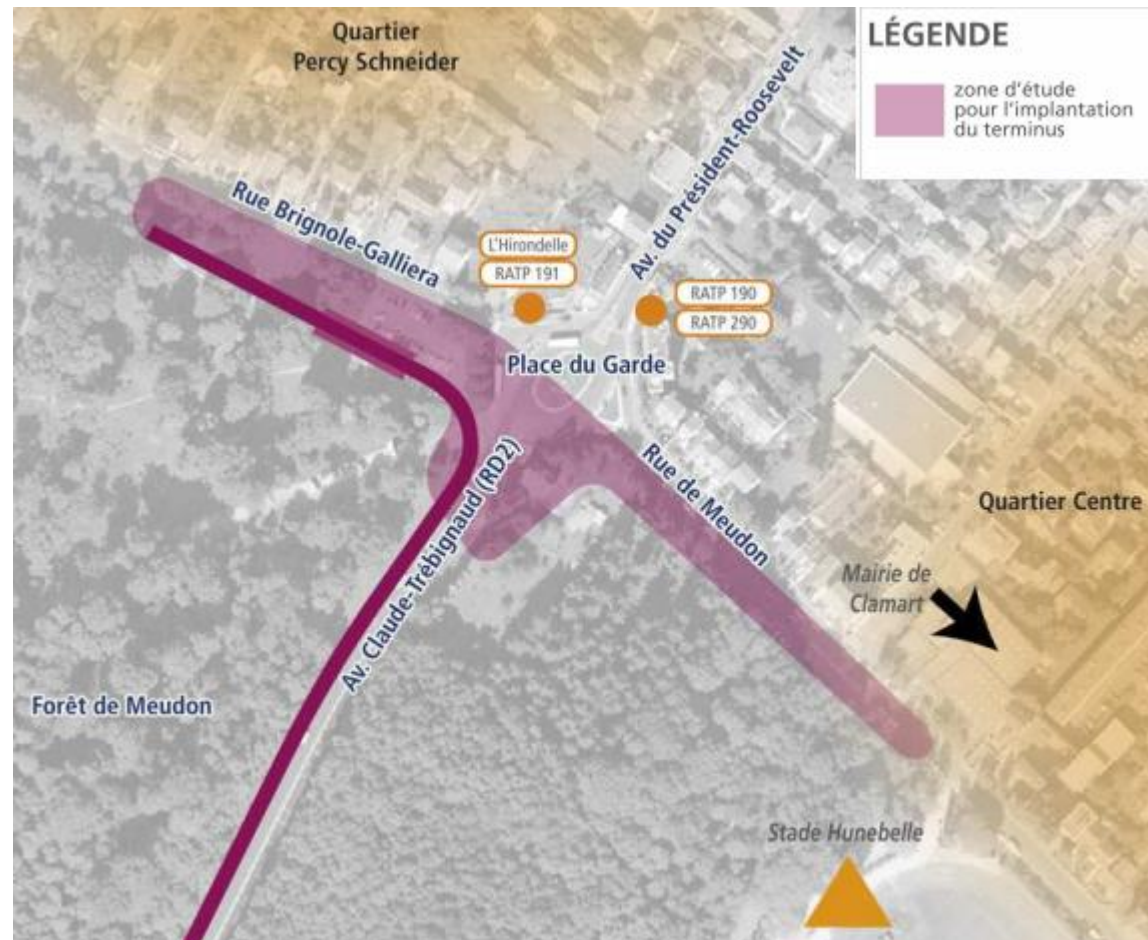 Quartier
Percy Schneider
LÉGENDE
zone d'étude
pour l'implantation
du terminus
Av. du Président-Roosevelt
Rue Brignole-Galliera
L'Hirondelle
RATP 191
RATP 190
RATP 290
Place du Garde
Rue de Meudon
Av. Claude-Trébignaud (RD2)
Quartier Centre
Mairie de
Clamart
Forêt de Meudon
Stade Hunebelle